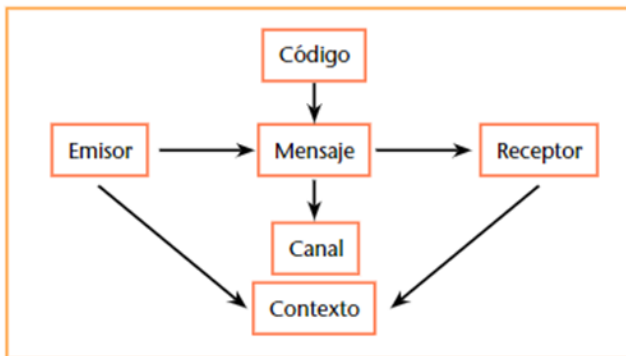 Código
Emisor
Mensaje
Receptor
Canal
Contexto